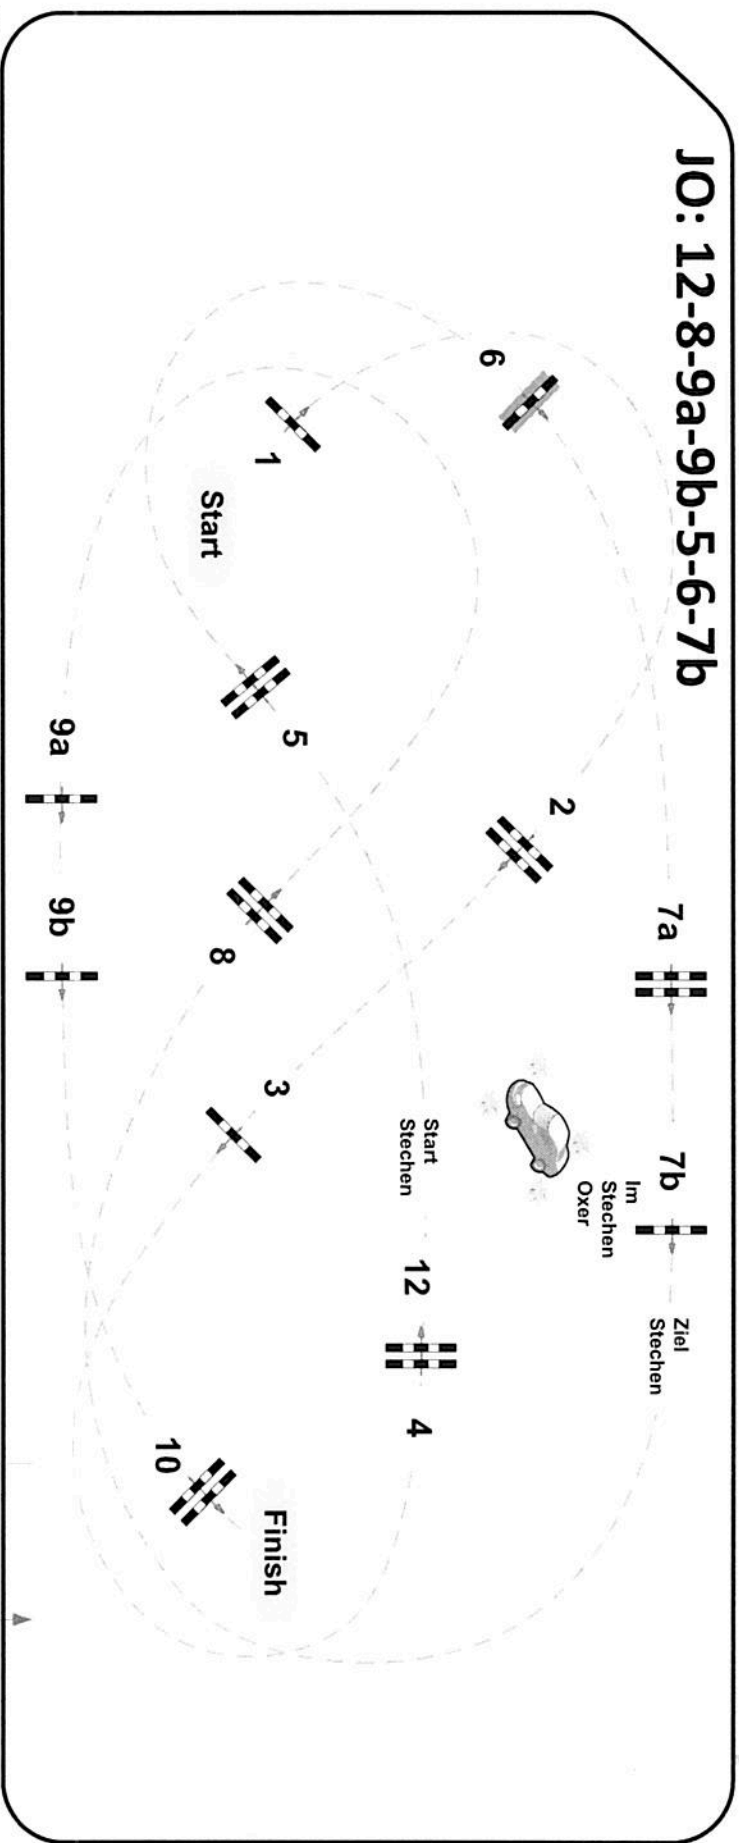 JO: 12-8-9a-9b-5-6-7b
6
1
Start
7a
2
5
9a
7b
Im
Stechen
Oxer
Ziel
Stechen
9b
8
3
Start
Stechen
12
4
10
Finish